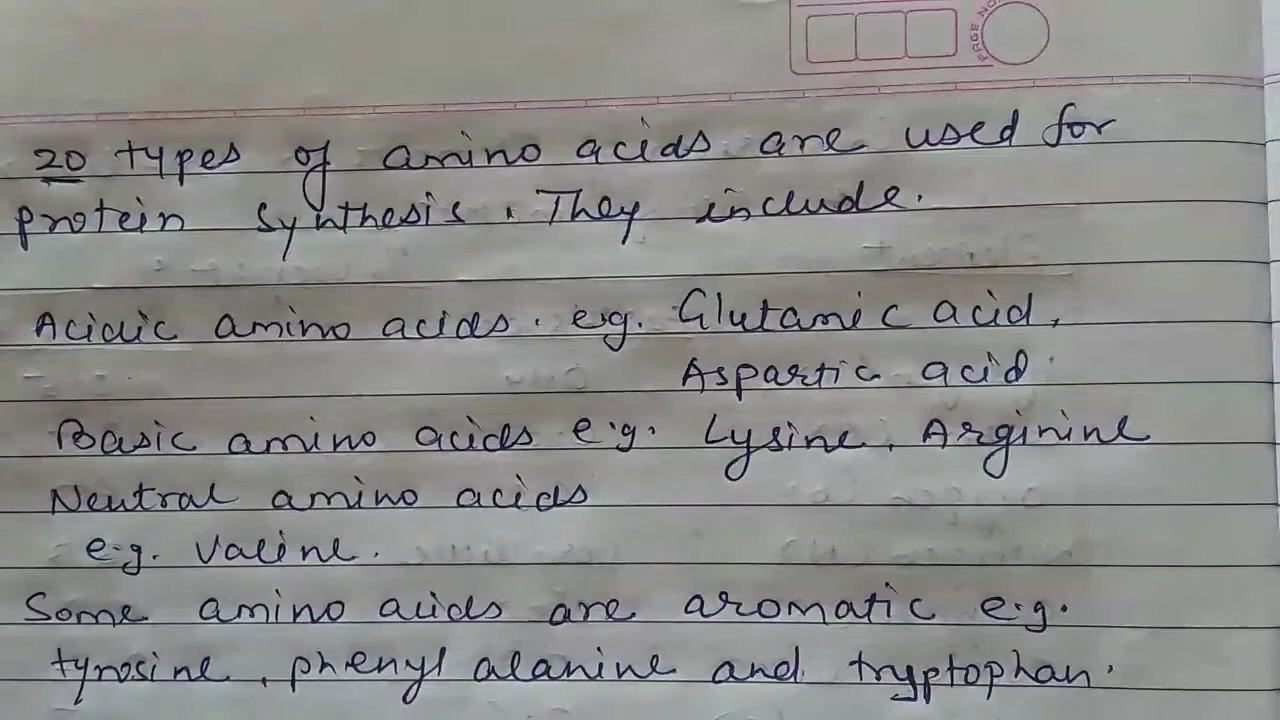 PAGE NO.
20 types of amino acids are used for
protein synthesis. They include.
Acidic amino acids. e.g. Glutamic acid,
Aspartic acid.
Basic amino acids e.g. Lysine, Arginine
Neutral amino acids
e.g. Valine.
Some amino acids are aromatic e.g.
tyrosine, phenyl alanine and tryptophan.